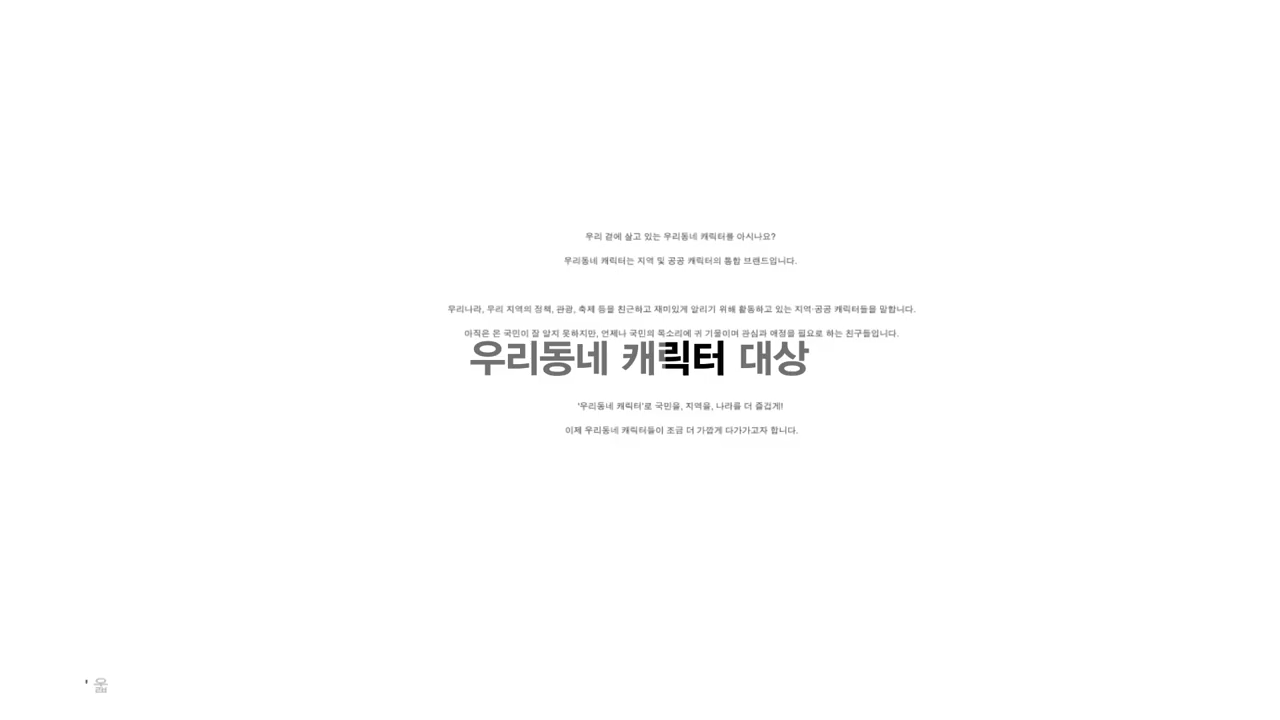 우리 곁에 살고 있는 우리동네 캐릭터를 아시나요?
우리동네 캐릭터는 지역 및 공공 캐릭터의 통합 브랜드입니다.
우리나라, 우리 지역의 정책, 관광, 축제 등을 친근하고 재미있게 알리기 위해 활동하고 있는 지역·공공 캐릭터들을 말합니다.
아직은 온 국민이 잘 알지 못하지만, 언제나 국민의 목소리에 귀 기울이며 관심과 애정을 필요로 하는 친구들입니다.
우리동네 캐릭터 대상
'우리동네 캐릭터'로 국민을, 지역을, 나라를 더 즐겁게!
이제 우리동네 캐릭터들이 조금 더 가깝게 다가가고자 합니다.